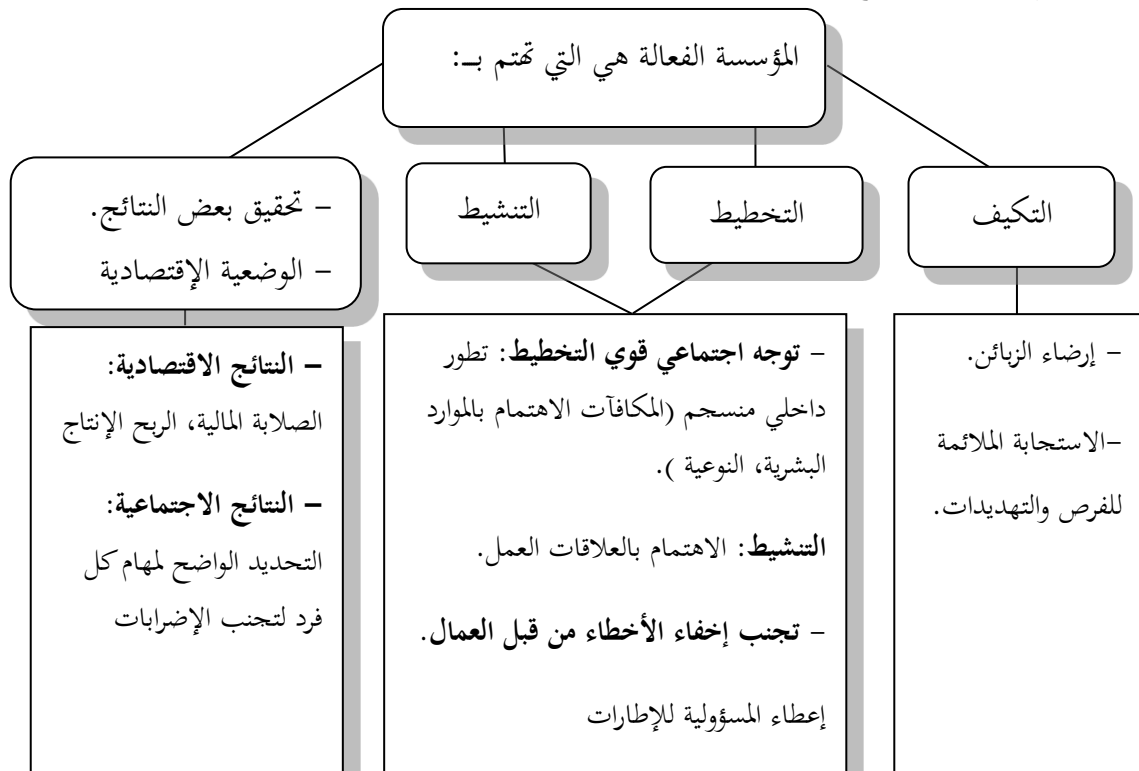 المؤسسة الفعالة هي التي تهتم بــ:
التكيف
التخطيط
التنشيط
– تحقيق بعض النتائج.
– الوضعية الإقتصادية
– إرضاء الزبائن.
–الاستجابة الملائمة
للفرص والتهديدات.
– توجه اجتماعي قوي التخطيط: تطور
داخلي منسجم (المكافآت الاهتمام بالموارد
البشرية، النوعية ).
التنشيط: الاهتمام بالعلاقات العمل.
– تجنب إخفاء الأخطاء من قبل العمال.
إعطاء المسؤولية للإطارات
– النتائج الاقتصادية:
الصلابة المالية، الربح الإنتاج
– النتائج الاجتماعية:
التحديد الواضح لمهام كل
فرد لتجنب الإضرابات